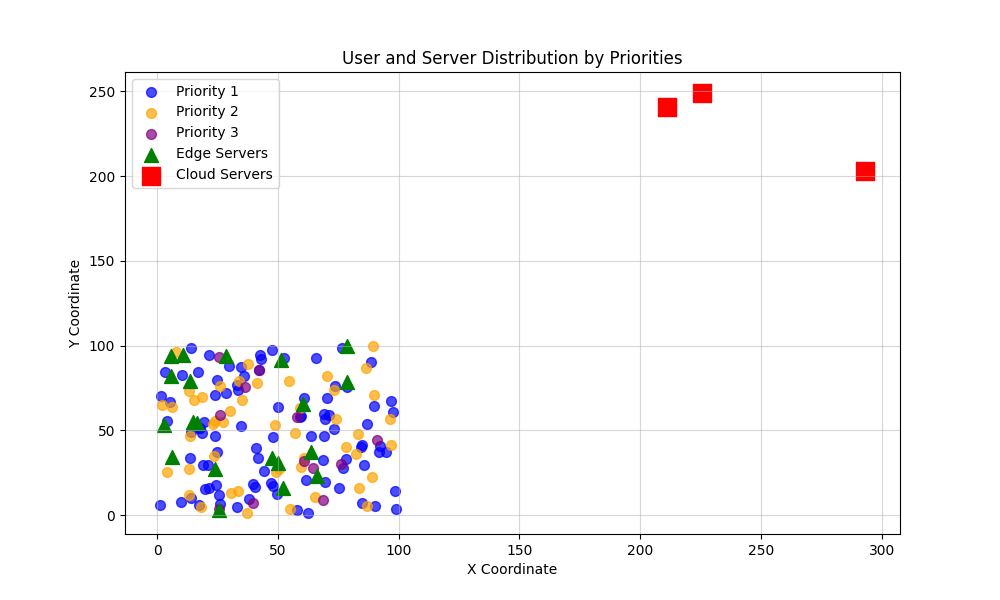 User and Server Distribution by Priorities
Priority 1
Priority 2
Priority 3
Edge Servers
Cloud Servers
Y Coordinate
250
200
150
100
50
0
0 50 100 150 200 250 300
X Coordinate